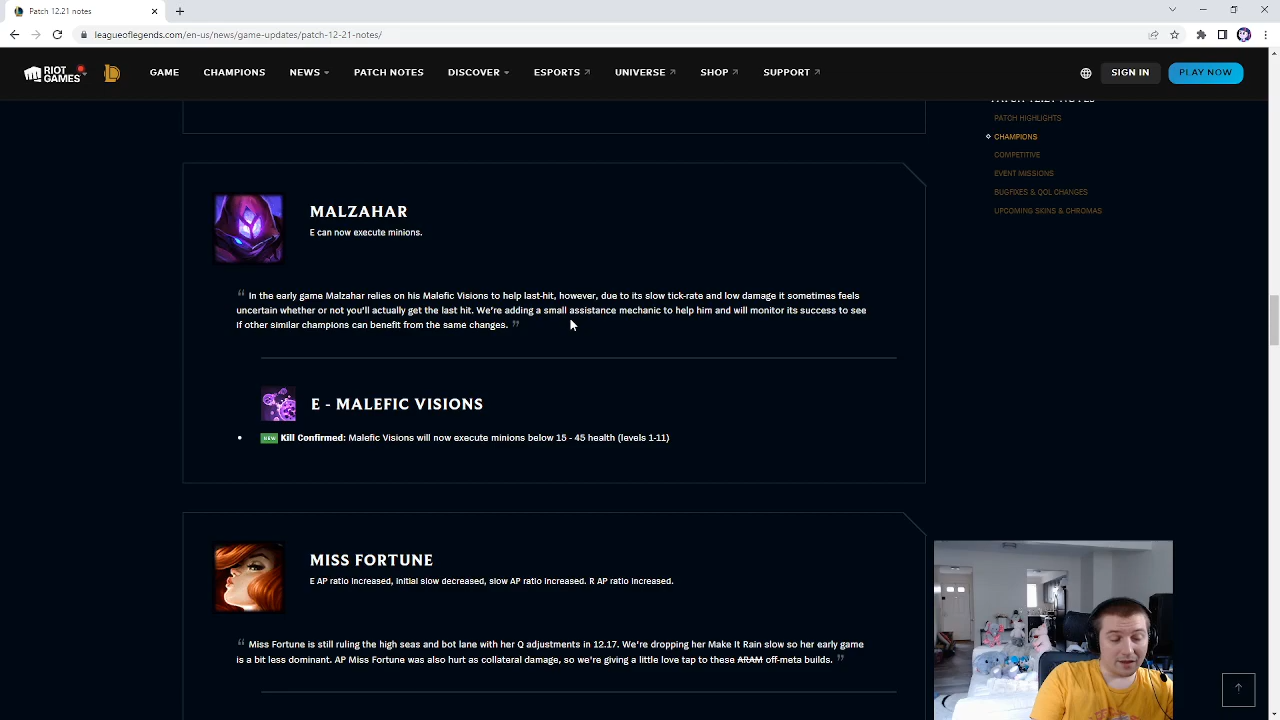 Patch 12.21 notes
leagueoflegends.com/en-us/news/game-updates/patch-12-21-notes/
RIOT GAMES
GAME
CHAMPIONS
NEWS
PATCH NOTES
DISCOVER
ESPORTS
UNIVERSE
SHOP
SUPPORT
SIGN IN
PLAY NOW
PATCH 12.21 NOTES
PATCH HIGHLIGHTS
CHAMPIONS
COMPETITIVE
EVENT MISSIONS
BUGFIXES & QOL CHANGES
UPCOMING SKINS & CHROMAS
MALZAHAR
E can now execute minions.
“ In the early game Malzahar relies on his Malefic Visions to help last-hit, however, due to its slow tick-rate and low damage it sometimes feels
uncertain whether or not you'll actually get the last hit. We're adding a small assistance mechanic to help him and will monitor its success to see
if other similar champions can benefit from the same changes. ”
E - MALEFIC VISIONS
• NEW Kill Confirmed: Malefic Visions will now execute minions below 15 - 45 health (levels 1-11)
MISS FORTUNE
E AP ratio increased, initial slow decreased, slow AP ratio increased. R AP ratio increased.
“ Miss Fortune is still ruling the high seas and bot lane with her Q adjustments in 12.17. We're dropping her Make It Rain slow so her early game
is a bit less dominant. AP Miss Fortune was also hurt as collateral damage, so we're giving a little love tap to these ARAM off-meta builds. ”